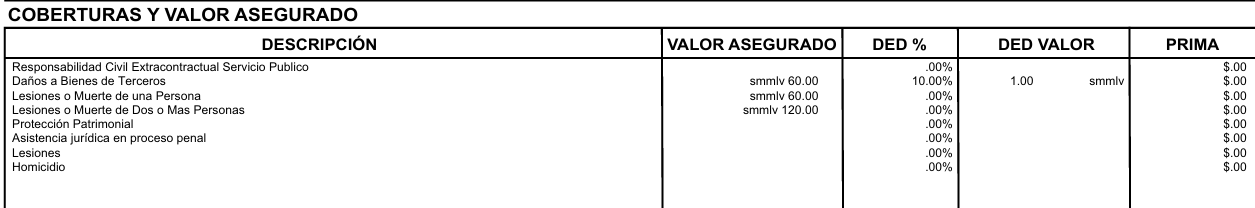 COBERTURAS Y VALOR ASEGURADO
DESCRIPCIÓN VALOR ASEGURADO DED % DED VALOR PRIMA
Responsabilidad Civil Extracontractual Servicio Publico .00% $.00
Daños a Bienes de Terceros smmlv 60.00 10.00% 1.00 smmlv $.00
Lesiones o Muerte de una Persona smmlv 60.00 .00% $.00
Lesiones o Muerte de Dos o Mas Personas smmlv 120.00 .00% $.00
Protección Patrimonial .00% $.00
Asistencia jurídica en proceso penal .00% $.00
Lesiones .00% $.00
Homicidio .00% $.00